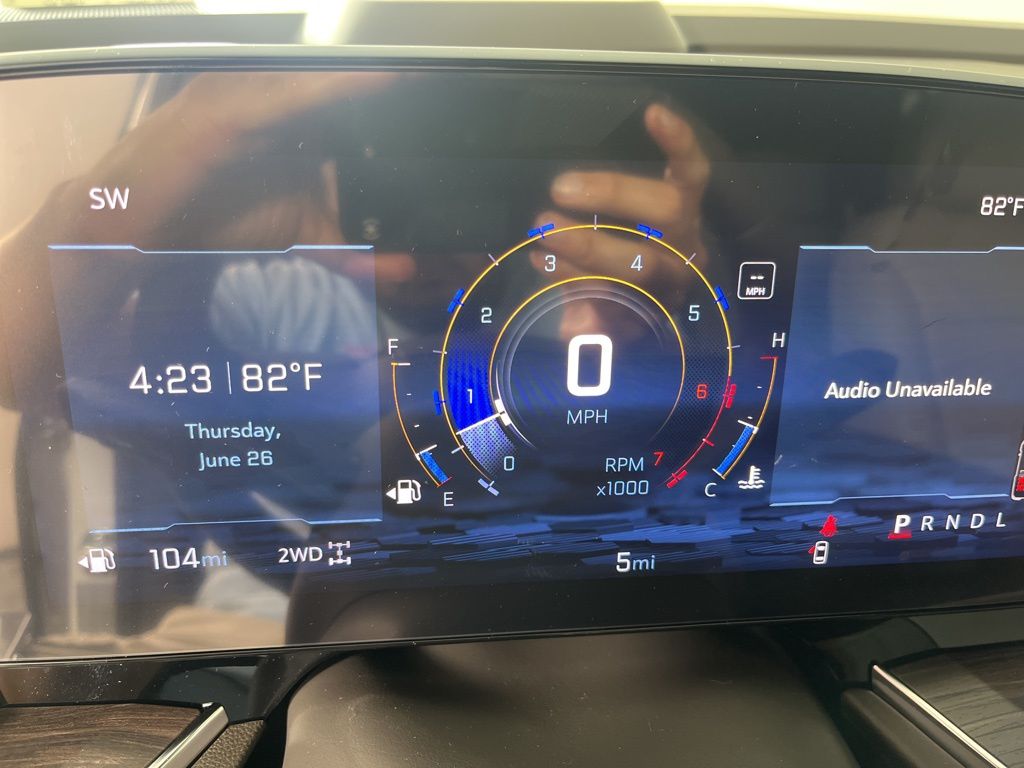 SW
82°F
4:23 82°F
Thursday,
June 26
F
E
0
1
2
3
4
5
6
7
0
MPH
RPM
x1000
--
MPH
H
C
Audio Unavailable
104mi
2WD
5mi
P R N D L